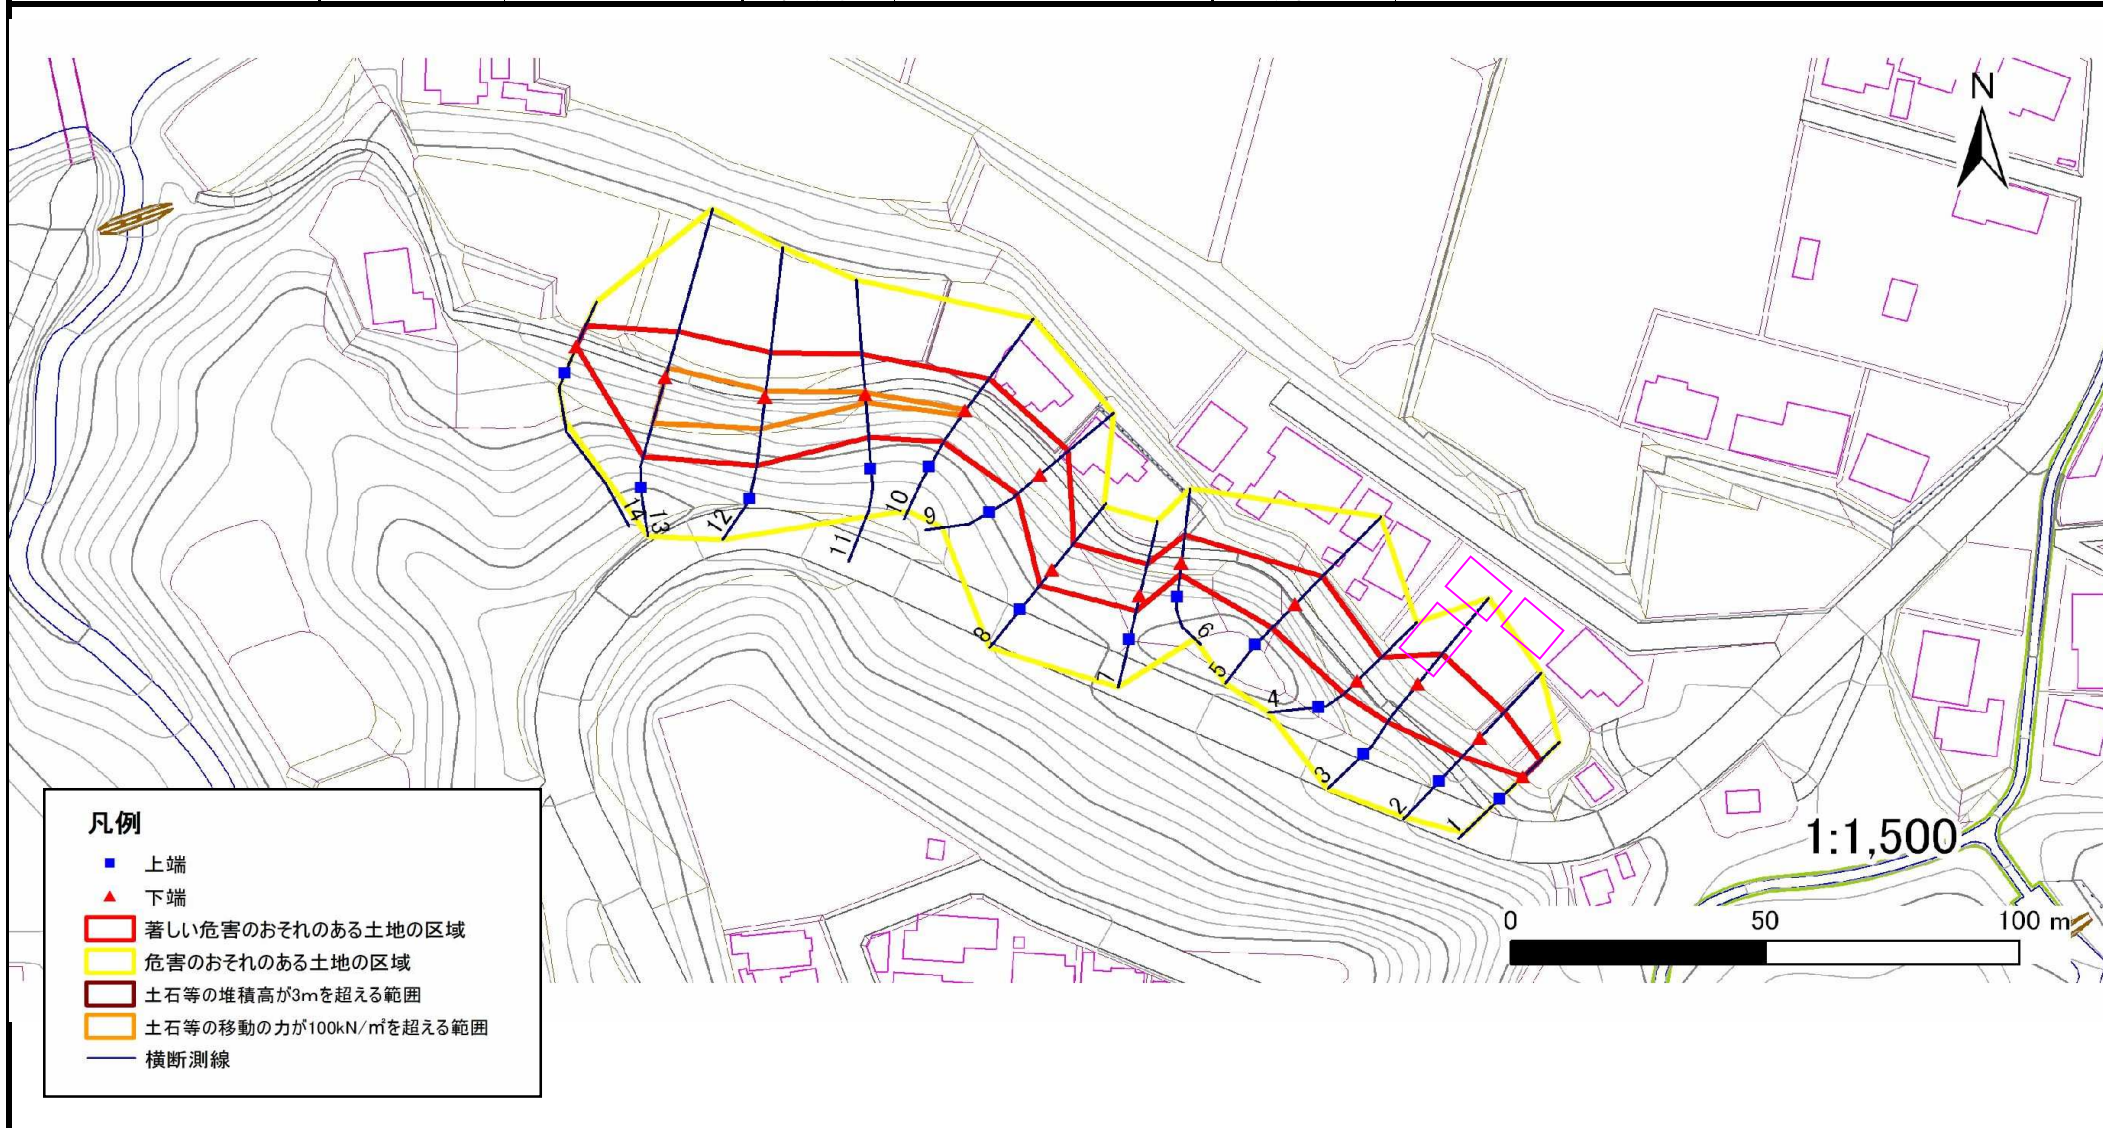 N
14
13
12
11
10
9
8
7
6
5
4
3
2
1
1:1,500
0 50 100 m
凡例
上端
下端
著しい危害のおそれのある土地の区域
危害のおそれのある土地の区域
土石等の堆積高が3mを超える範囲
土石等の移動の力が100kN/㎡を超える範囲
横断測線